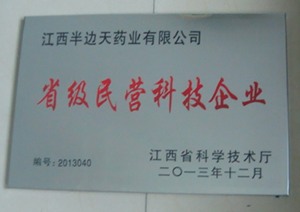 江西半边天药业有限公司
省级民营科技企业
编号:2013040
江西省科学技术厅
二〇一三年十二月